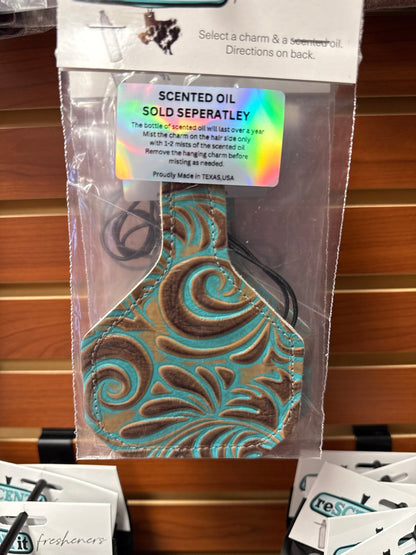 Select a charm & a scented oil.
Directions on back.
SCENTED OIL
SOLD SEPERATLEY
The bottle of scented oil will last over a year
Mist the charm on the hair side only
with 1-2 mists of the scented oil.
Remove the hanging charm before
misting as needed.
Proudly Made in TEXAS,USA
it fresheners
reSCENT